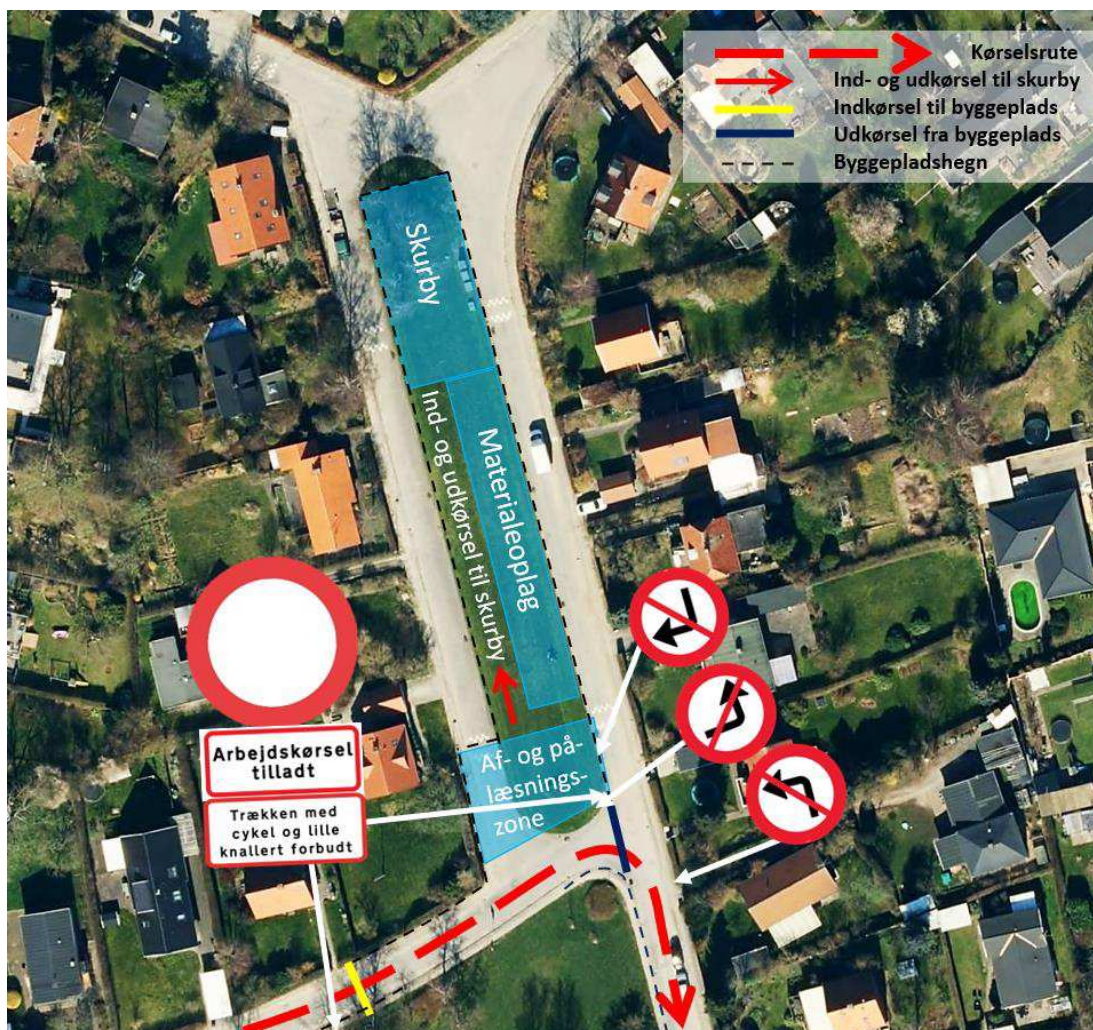 Kørselsrute
Ind- og udkørsel til skurby
Indkørsel til byggeplads
Udkørsel fra byggeplads
Byggepladshegn
Skurby
Ind- og udkørsel til skurby
Materialeoplag
Af- og på-
læsnings-
zone
Arbejdskørsel
tilladt
Trækken med
cykel og lille
knallert forbudt